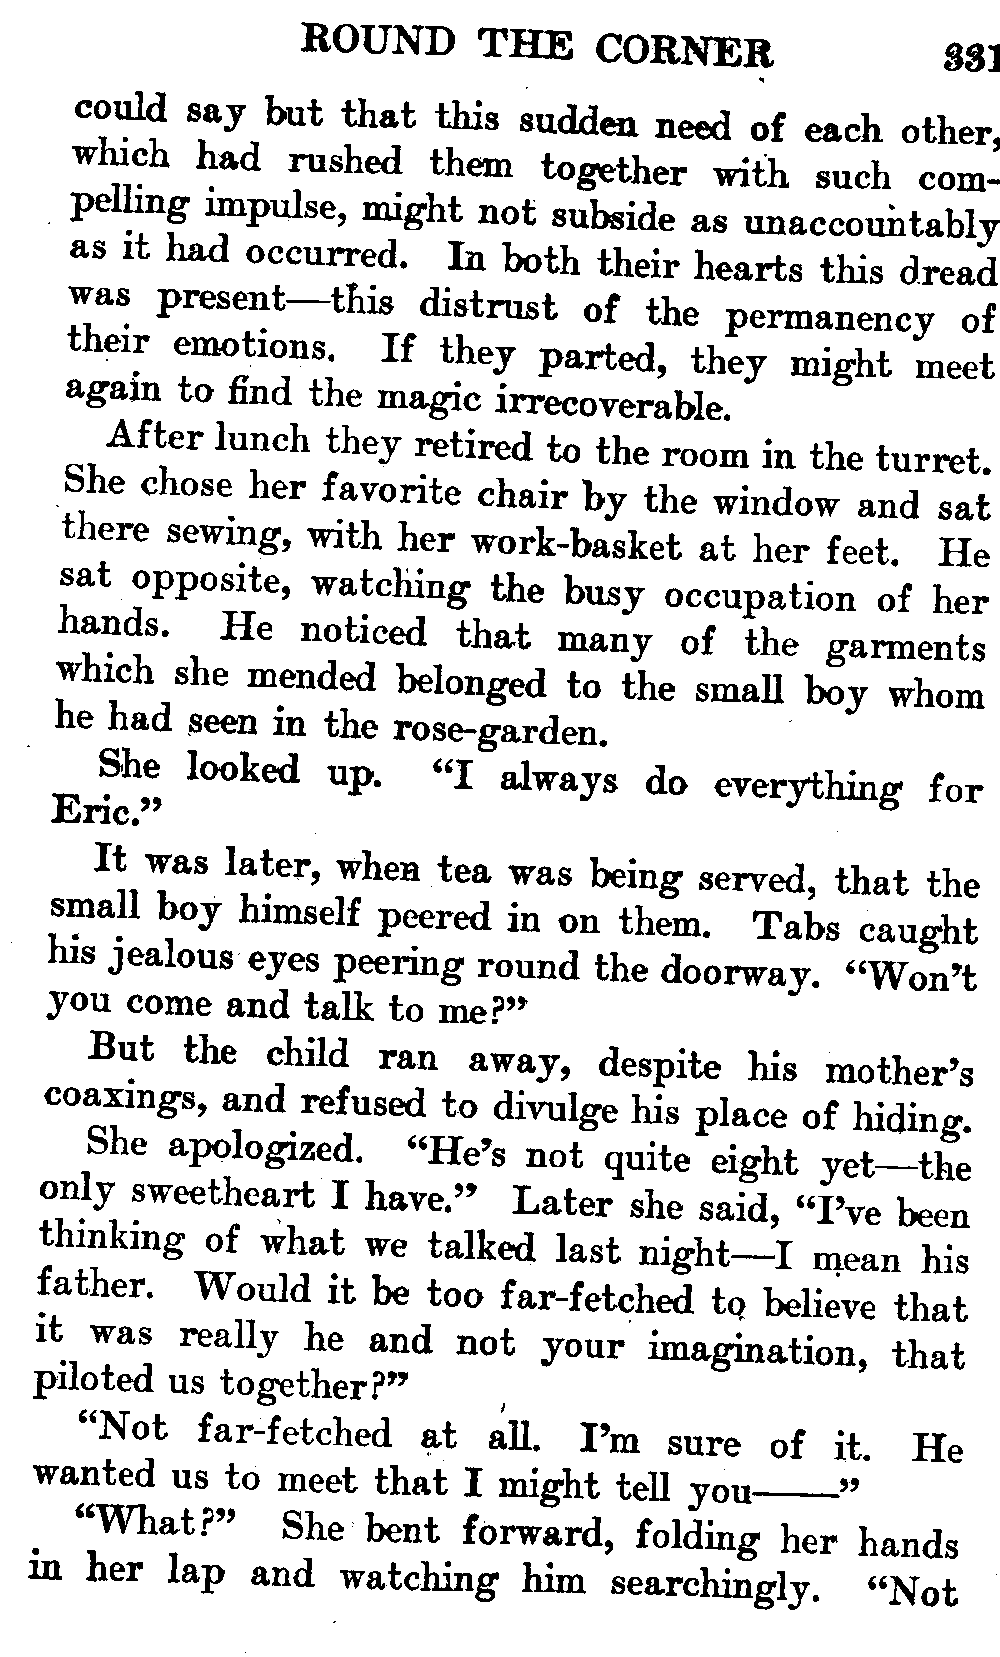 ROUND THE CORNER 331
could say but that this sudden need of each other,
which had rushed them together with such com-
pelling impulse, might not subside as unaccountably
as it had occurred. In both their hearts this dread
was present—this distrust of the permanency of
their emotions. If they parted, they might meet
again to find the magic irrecoverable.
After lunch they retired to the room in the turret.
She chose her favorite chair by the window and sat
there sewing, with her work-basket at her feet. He
sat opposite, watching the busy occupation of her
hands. He noticed that many of the garments
which she mended belonged to the small boy whom
he had seen in the rose-garden.
She looked up. “I always do everything for
Eric.”
It was later, when tea was being served, that the
small boy himself peered in on them. Tabs caught
his jealous eyes peering round the doorway. “Won’t
you come and talk to me?”
But the child ran away, despite his mother’s
coaxings, and refused to divulge his place of hiding.
She apologized. “He’s not quite eight yet—the
only sweetheart I have.” Later she said, “I’ve been
thinking of what we talked last night—I mean his
father. Would it be too far-fetched to believe that
it was really he and not your imagination, that
piloted us together?”
“Not far-fetched at all. I’m sure of it. He
wanted us to meet that I might tell you——”
“What?” She bent forward, folding her hands
in her lap and watching him searchingly. “Not